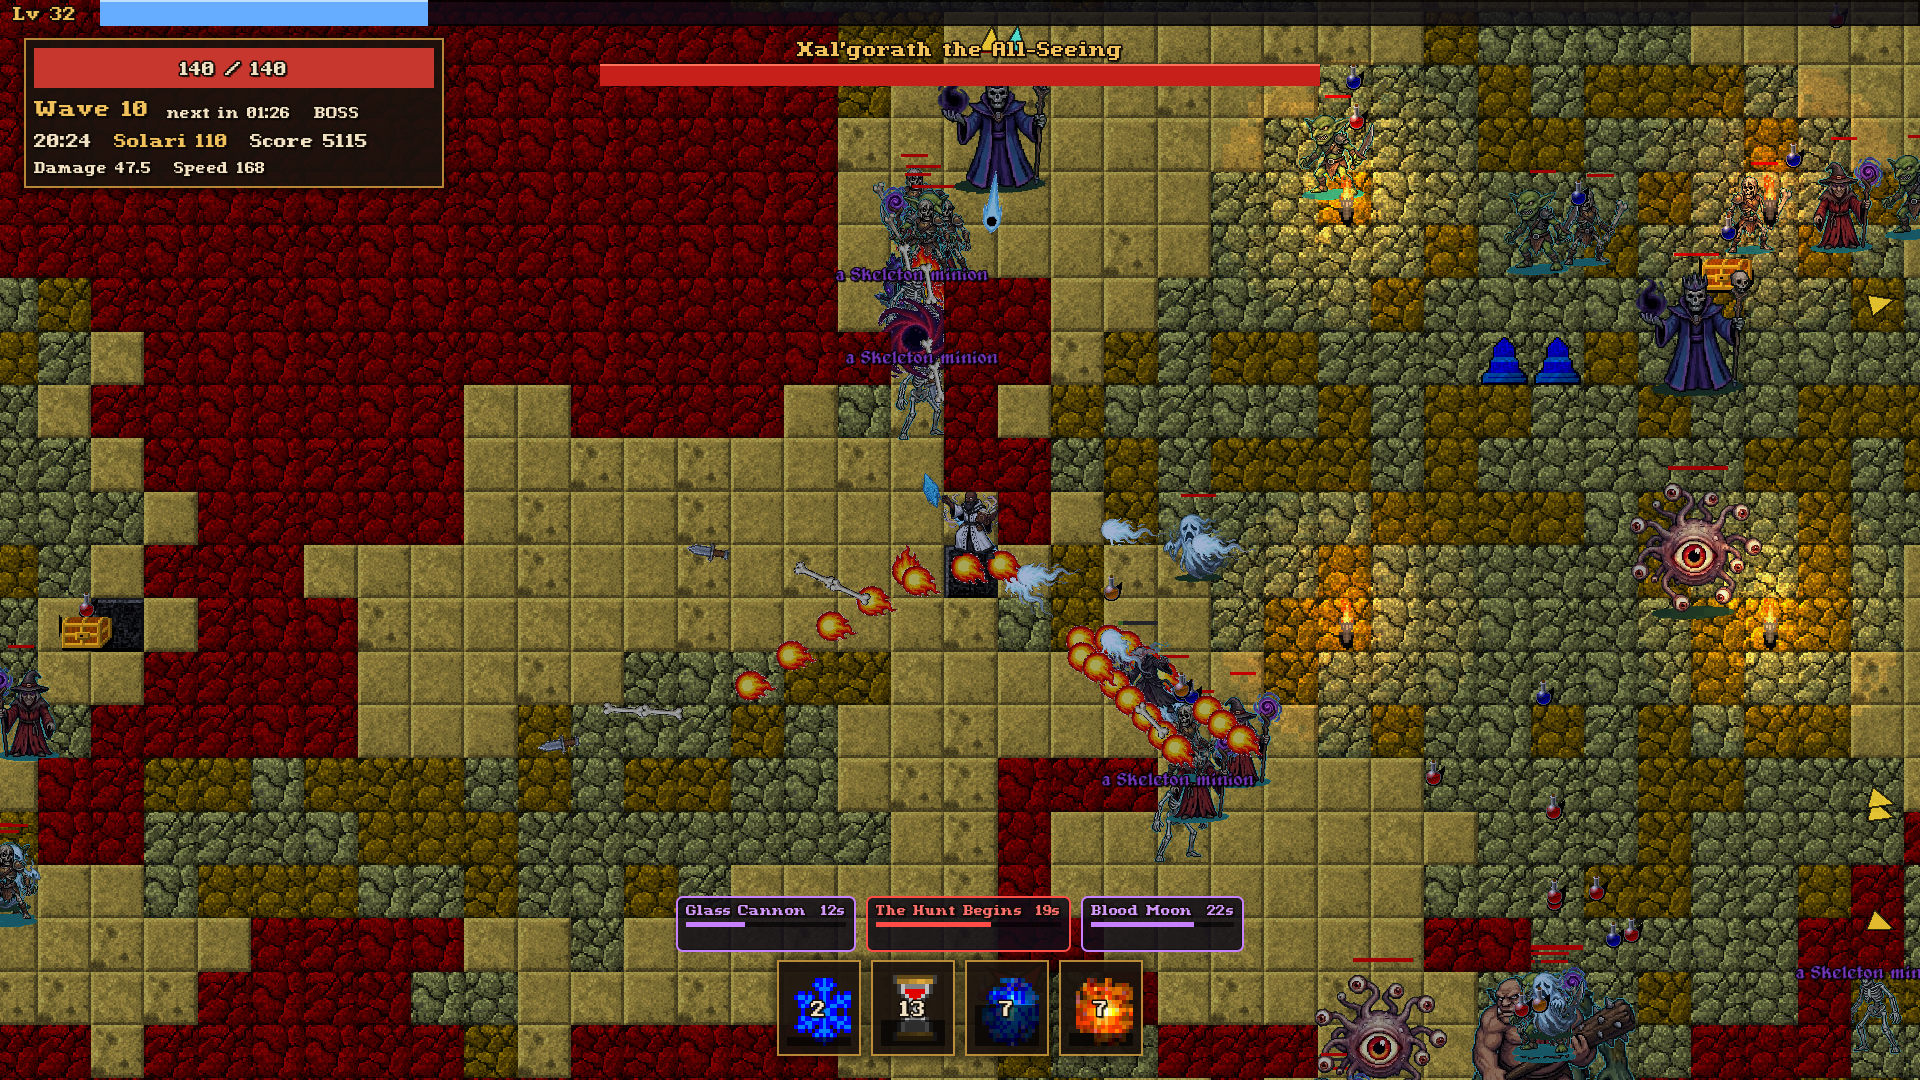 Lv 32
Xal'gorath the All-Seeing
140 / 140
Wave 10 next in 01:26 BOSS
20:24 Solari 110 Score 5115
Damage 47.5 Speed 168
a Skeleton minion
a Skeleton minion
a Skeleton minion
Glass Cannon 12s
The Hunt Begins 19s
Blood Moon 22s
a Skeleton min
2
13
7
7